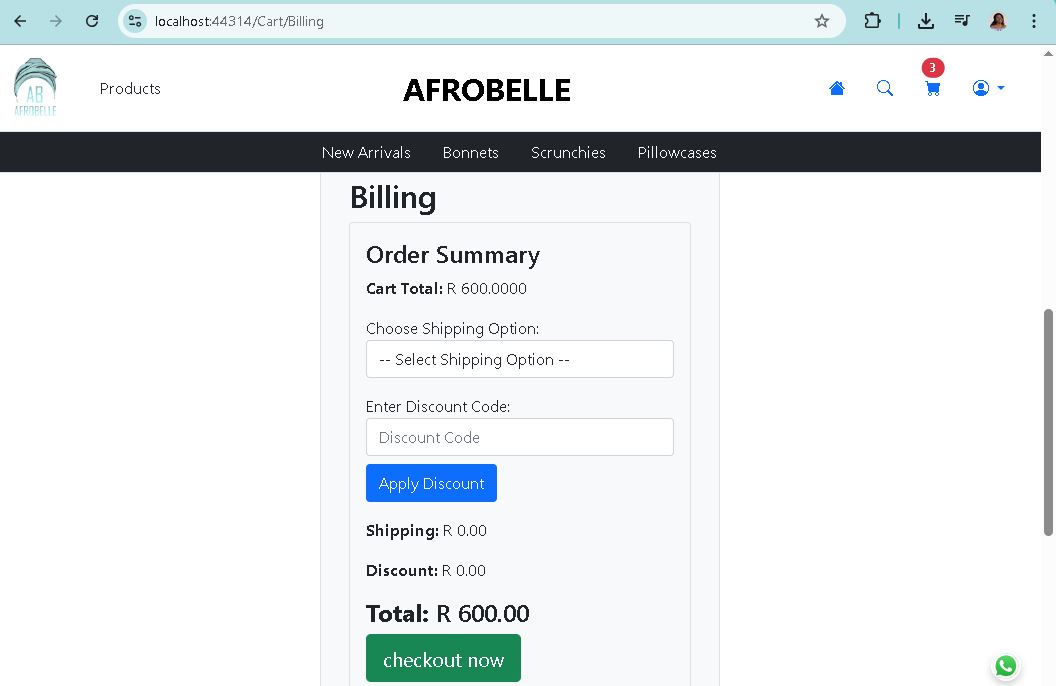 localhost:44314/Cart/Billing
AB
AFROBELLE
Products
AFROBELLE
3
New Arrivals Bonnets Scrunchies Pillowcases
Billing
Order Summary
Cart Total: R 600.0000
Choose Shipping Option:
-- Select Shipping Option --
Enter Discount Code:
Discount Code
Apply Discount
Shipping: R 0.00
Discount: R 0.00
Total: R 600.00
checkout now